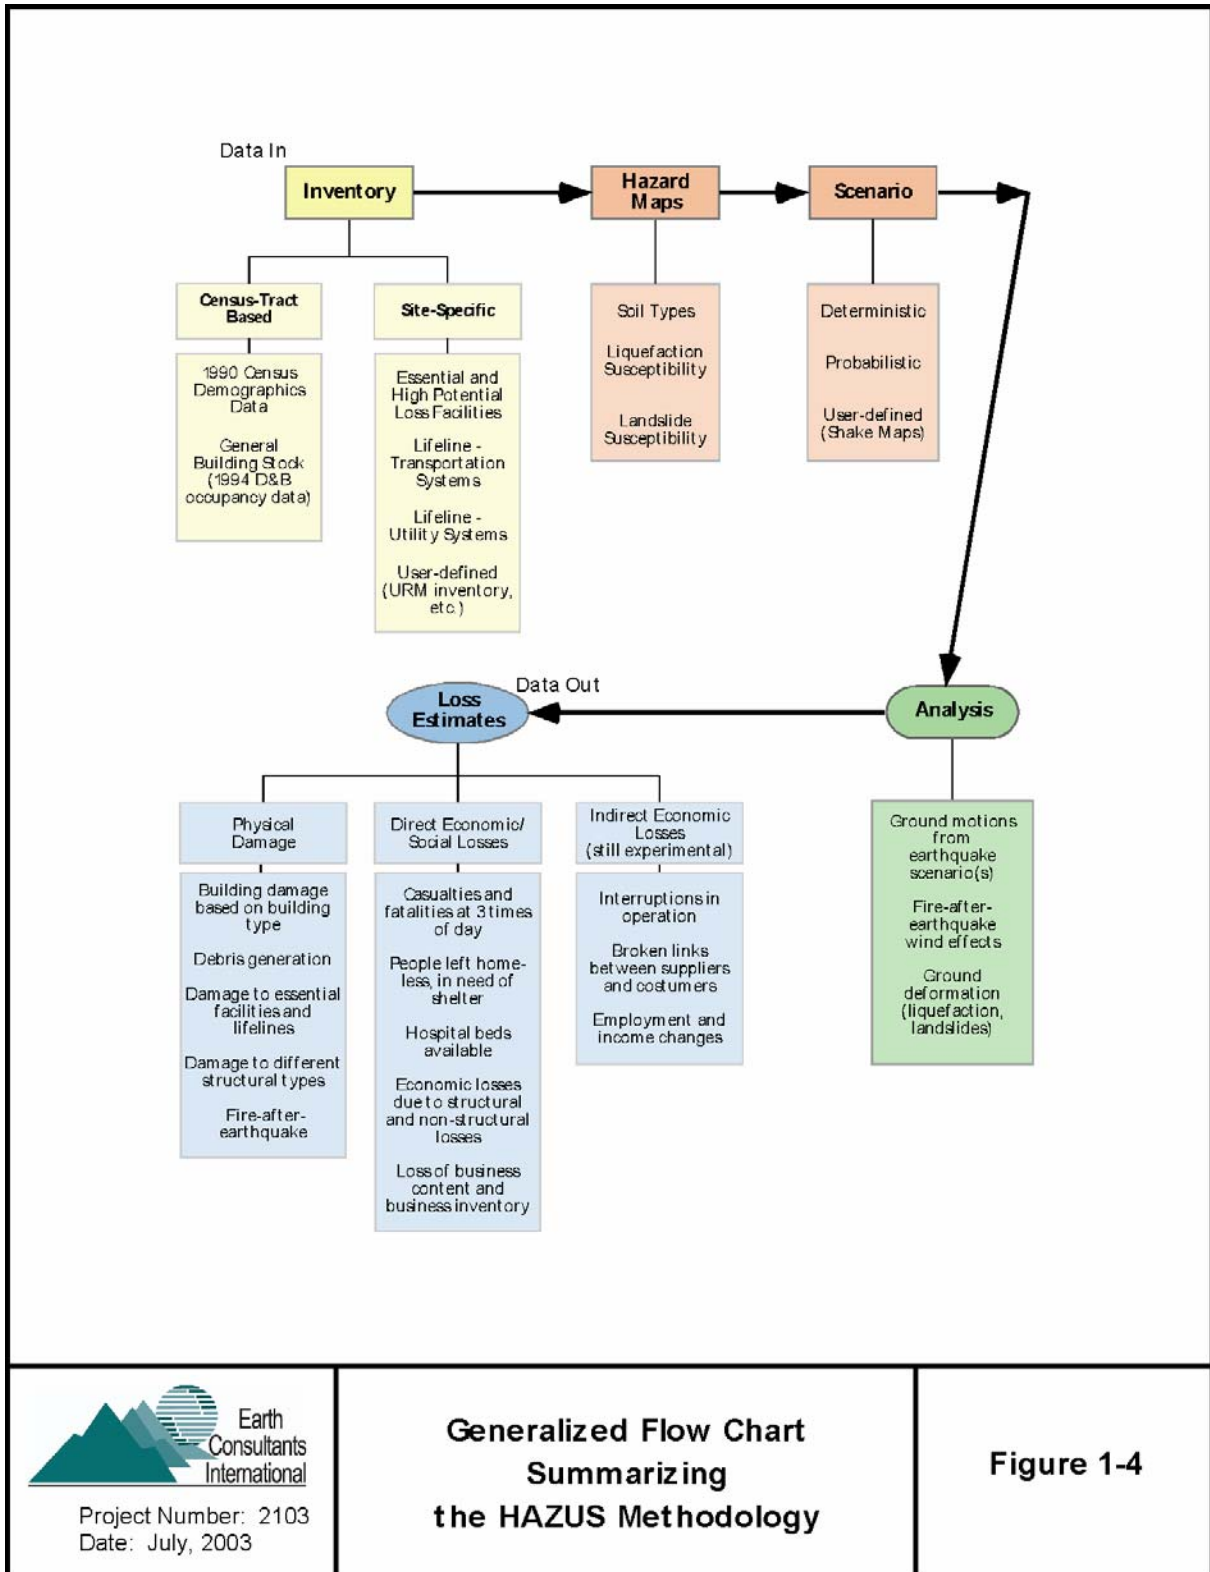 Data In
Inventory
Hazard
Maps
Scenario
Census-Tract
Based
1990 Census
Demographics
Data
General
Building Stock
(1994 D&B
occupancy data)
Site-Specific
Essential and
High Potential
Loss Facilities
Lifeline -
Transportation
Systems
Lifeline -
Utility Systems
User-defined
(URM inventory,
etc.)
Soil Types
Liquefaction
Susceptibility
Landslide
Susceptibility
Deterministic
Probabilistic
User-defined
(Shake Maps)
Data Out
Loss
Estimates
Analysis
Physical
Damage
Building damage
based on building
type
Debris generation
Damage to essential
facilities and
lifelines
Damage to different
structural types
Fire-after-
earthquake
Direct Economic/
Social Losses
Casualties and
fatalities at 3 times
of day
People left home-
less, in need of
shelter
Hospital beds
available
Economic losses
due to structural
and non-structural
losses
Loss of business
content and
business inventory
Indirect Economic
Losses
(still experimental)
Interruptions in
operation
Broken links
between suppliers
and costumers
Employment and
income changes
Ground motions
from
earthquake
scenario(s)
Fire-after-
earthquake
wind effects
Ground
deformation
(liquefaction,
landslides)
Earth
Consultants
International
Project Number: 2103
Date: July, 2003
Generalized Flow Chart
Summarizing
the HAZUS Methodology
Figure 1-4